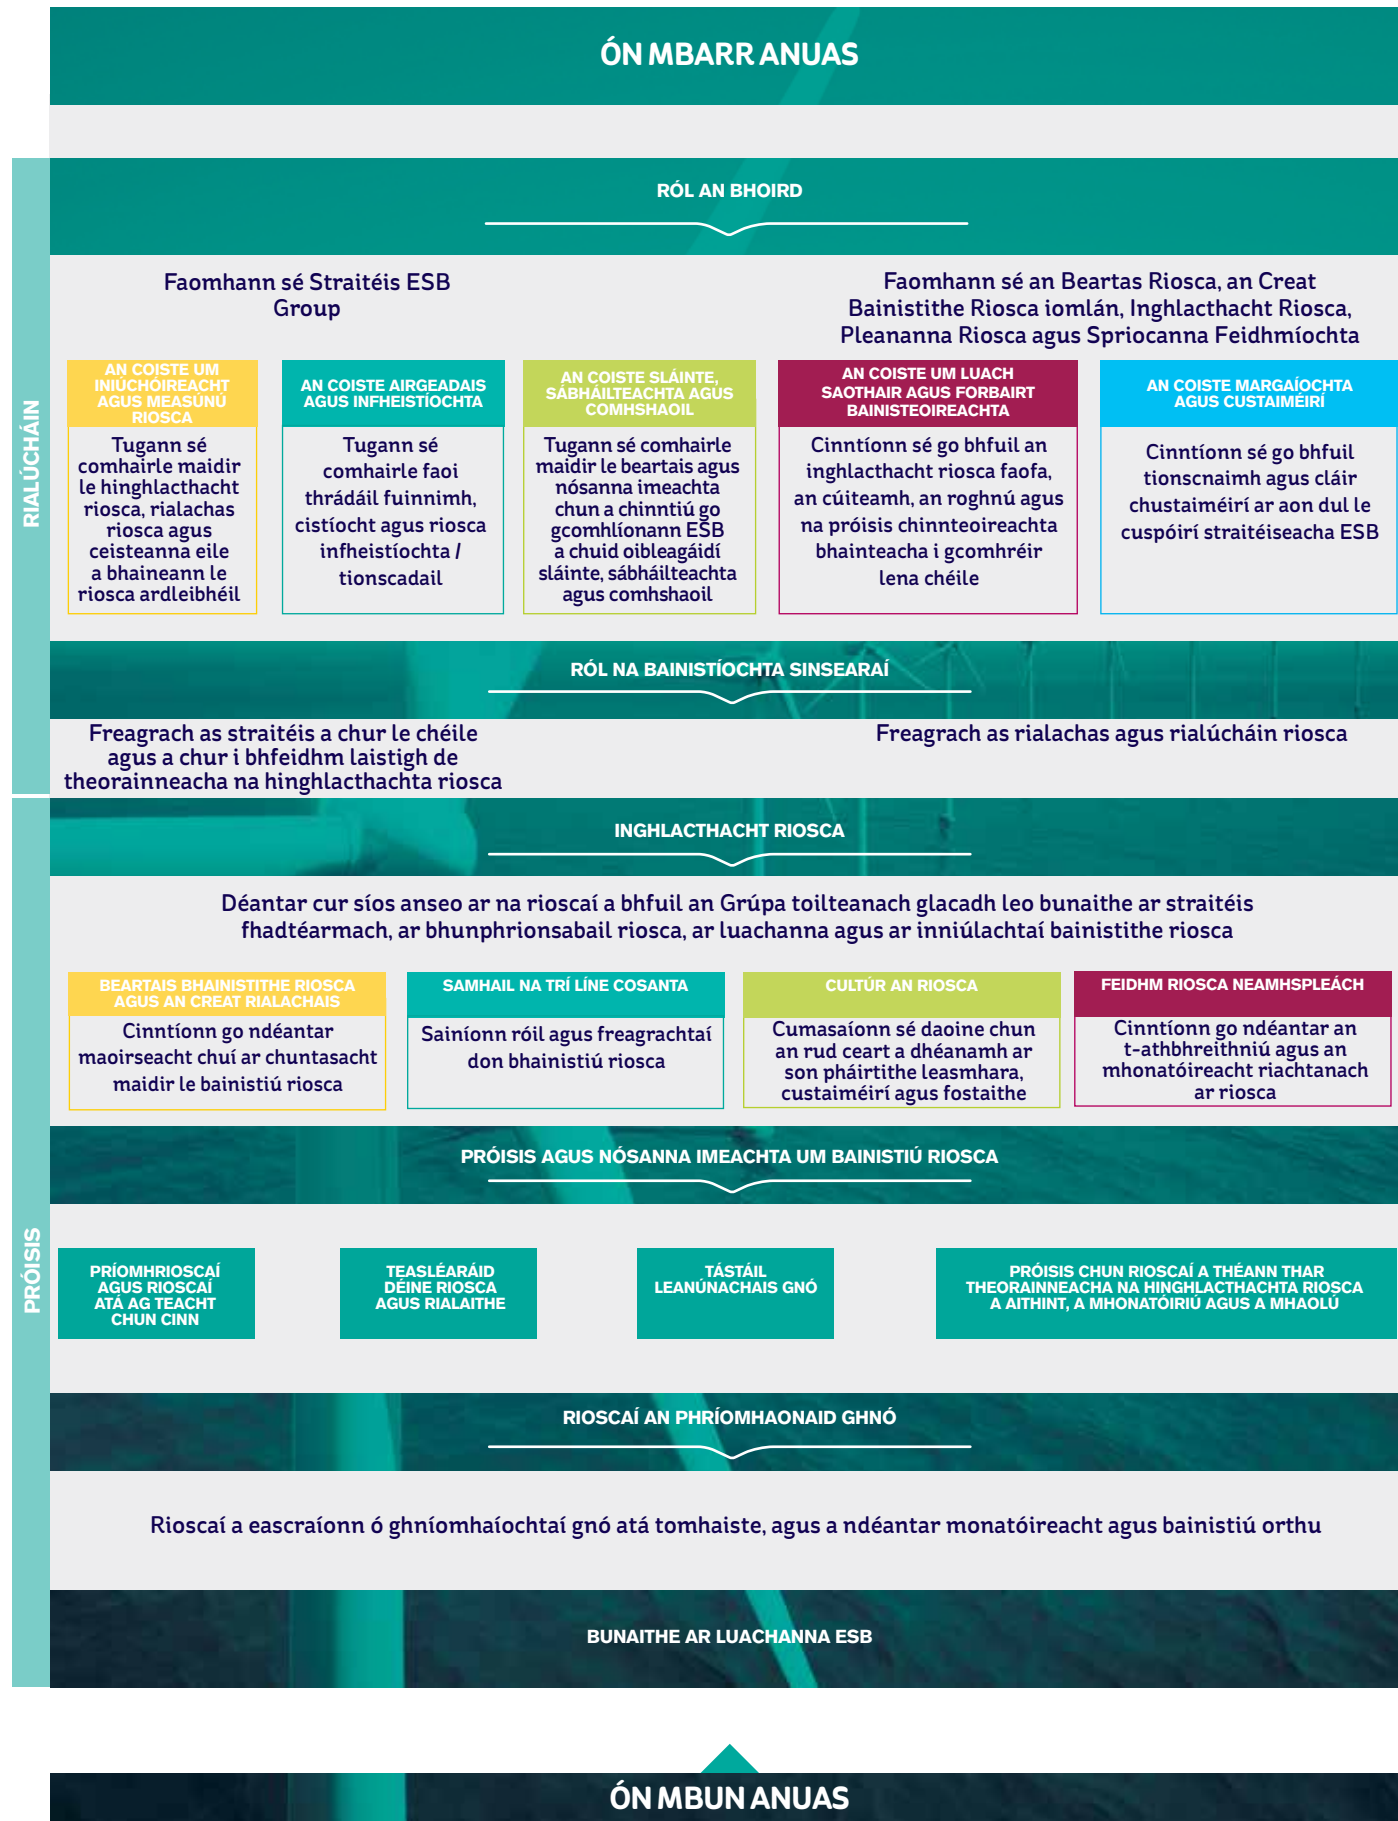 ÓN MBARR ANUAS
RIALÚCHÁIN
RÓL AN BHOIRD
Faomhann sé Straitéis ESB
Group
Faomhann sé an Beartas Riosca, an Creat
Bainistithe Riosca iomlán, Inghlacthacht Riosca,
Pleananna Riosca agus Spriocanna Feidhmíochta
AN COISTE UM
INIÚCHÓIREACHT
AGUS MEASÚNÚ
RIOSCA
Tugann sé
comhairle maidir
le hinghlacthacht
riosca, rialachas
riosca agus
ceisteanna eile
a bhaineann le
riosca ardleibhéil
AN COISTE AIRGEADAIS
AGUS INFHEISTÍOCHTA
Tugann sé
comhairle faoi
thrádáil fuinnimh,
cistíocht agus riosca
infheistíochta /
tionscadail
AN COISTE SLÁINTE,
SÁBHÁILTEACHTA AGUS
COMHSHAOIL
Tugann sé comhairle
maidir le beartais agus
nósanna imeachta
chun a chinntiú go
gcomhlíonann ESB
a chuid oibleagáidí
sláinte, sábháilteachta
agus comhshaoil
AN COISTE UM LUACH
SAOTHAIR AGUS FORBAIRT
BAINISTEOIREACHTA
Cinntíonn sé go bhfuil an
inghlacthacht riosca faofa,
an cúiteamh, an roghnú agus
na próisis chinnteoireachta
bhainteacha i gcomhréir
lena chéile
AN COISTE MARGAÍOCHTA
AGUS CUSTAIMÉIRÍ
Cinntíonn sé go bhfuil
tionscnaimh agus cláir
chustaiméirí ar aon dul le
cuspóirí straitéiseacha ESB
RÓL NA BAINISTÍOCHTA SINSEARAÍ
Freagrach as straitéis a chur le chéile
agus a chur i bhfeidhm laistigh de
theorainneacha na hinghlacthachta riosca
Freagrach as rialachas agus rialúcháin riosca
PRÓISIS
INGHLACTHACHT RIOSCA
Déantar cur síos anseo ar na rioscaí a bhfuil an Grúpa toilteanach glacadh leo bunaithe ar straitéis
fhadtéarmach, ar bhunphrionsabail riosca, ar luachanna agus ar inniúlachtaí bainistithe riosca
BEARTAIS BHAINISTITHE RIOSCA
AGUS AN CREAT RIALACHAIS
Cinntíonn go ndéantar
maoirseacht chuí ar chuntasacht
maidir le bainistiú riosca
SAMHAIL NA TRÍ LÍNE COSANTA
Sainíonn róil agus freagrachtaí
don bhainistiú riosca
CULTÚR AN RIOSCA
Cumasaíonn sé daoine chun
an rud ceart a dhéanamh ar
son pháirtithe leasmhara,
custaiméirí agus fostaithe
FEIDHM RIOSCA NEAMHSPLEÁCH
Cinntíonn go ndéantar an
t-athbhreithniú agus an
mhonatóireacht riachtanach
ar riosca
PRÓISIS AGUS NÓSANNA IMEACHTA UM BAINISTIÚ RIOSCA
PRÍOMHRIOSCAÍ
AGUS RIOSCAÍ
ATÁ AG TEACHT
CHUN CINN
TEASLÉARÁID
DÉINE RIOSCA
AGUS RIALAITHE
TÁSTÁIL
LEANÚNACHAIS GNÓ
PRÓISIS CHUN RIOSCAÍ A THÉANN THAR
THEORAINNEACHA NA HINGHLACTHACHTA RIOSCA
A AITHINT, A MHONATÓIRIÚ AGUS A MHAOLÚ
RIOSCAÍ AN PHRÍOMHAONAID GHNÓ
Rioscaí a eascraíonn ó ghníomhaíochtaí gnó atá tomhaiste, agus a ndéantar monatóireacht agus bainistiú orthu
BUNAITHE AR LUACHANNA ESB
ÓN MBUN ANUAS